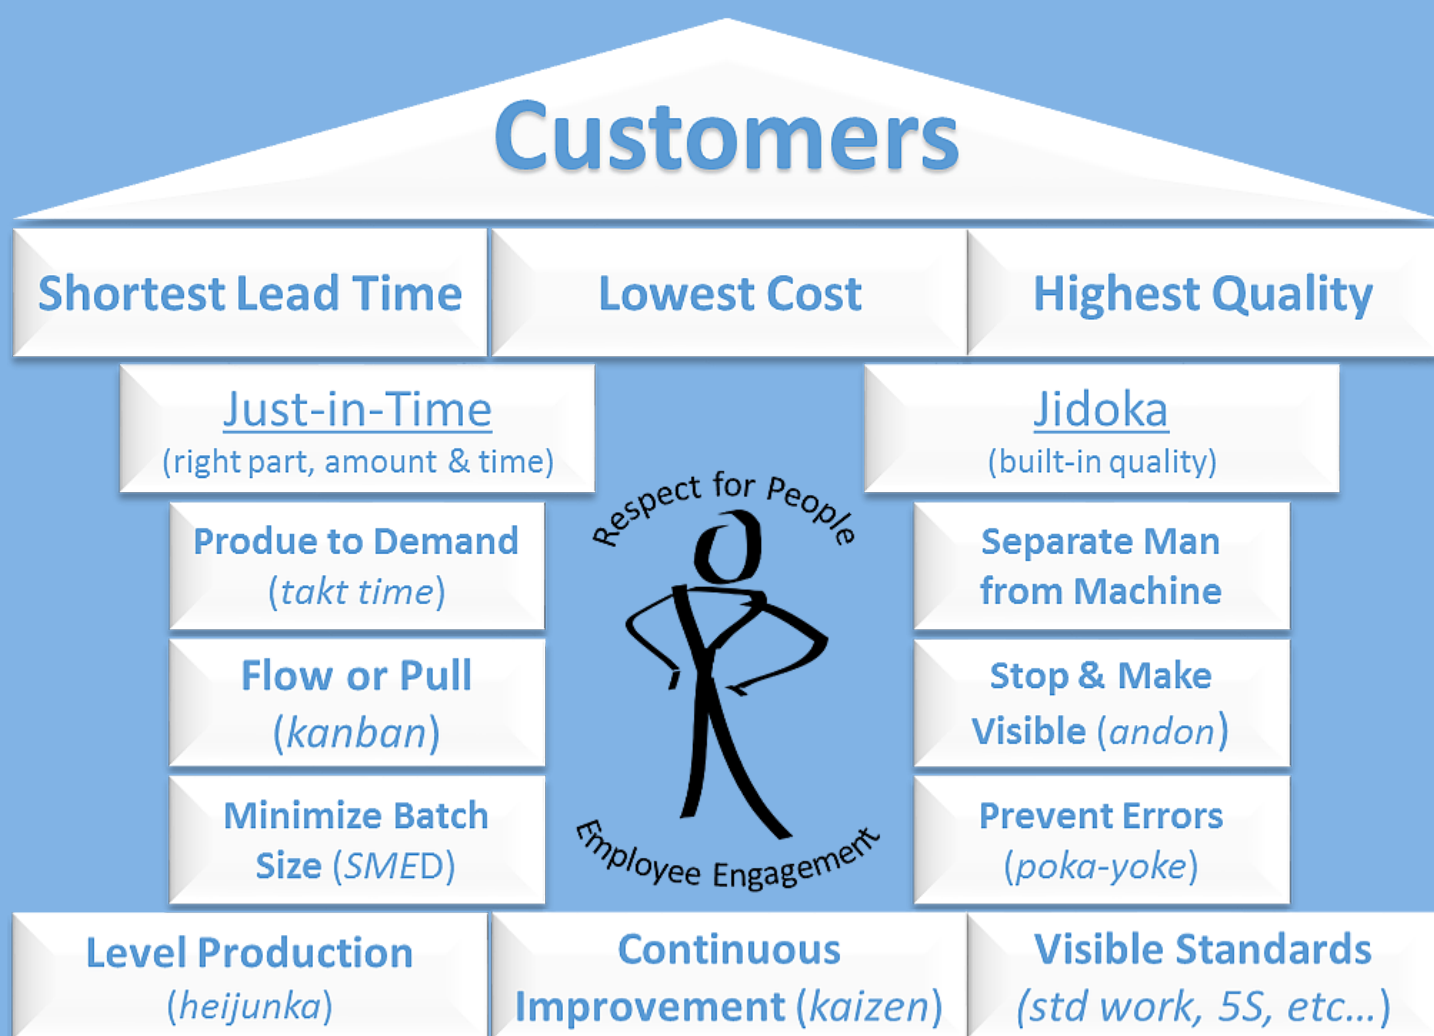 Customers
Shortest Lead Time
Lowest Cost
Highest Quality
Just-in-Time
(right part, amount & time)
Jidoka
(built-in quality)
Respect for People
Produe to Demand
(takt time)
Separate Man
from Machine
Flow or Pull
(kanban)
Stop & Make
Visible (andon)
Minimize Batch
Size (SMED)
Prevent Errors
(poka-yoke)
Employee Engagement
Level Production
(heijunka)
Continuous
Improvement (kaizen)
Visible Standards
(std work, 5S, etc...)